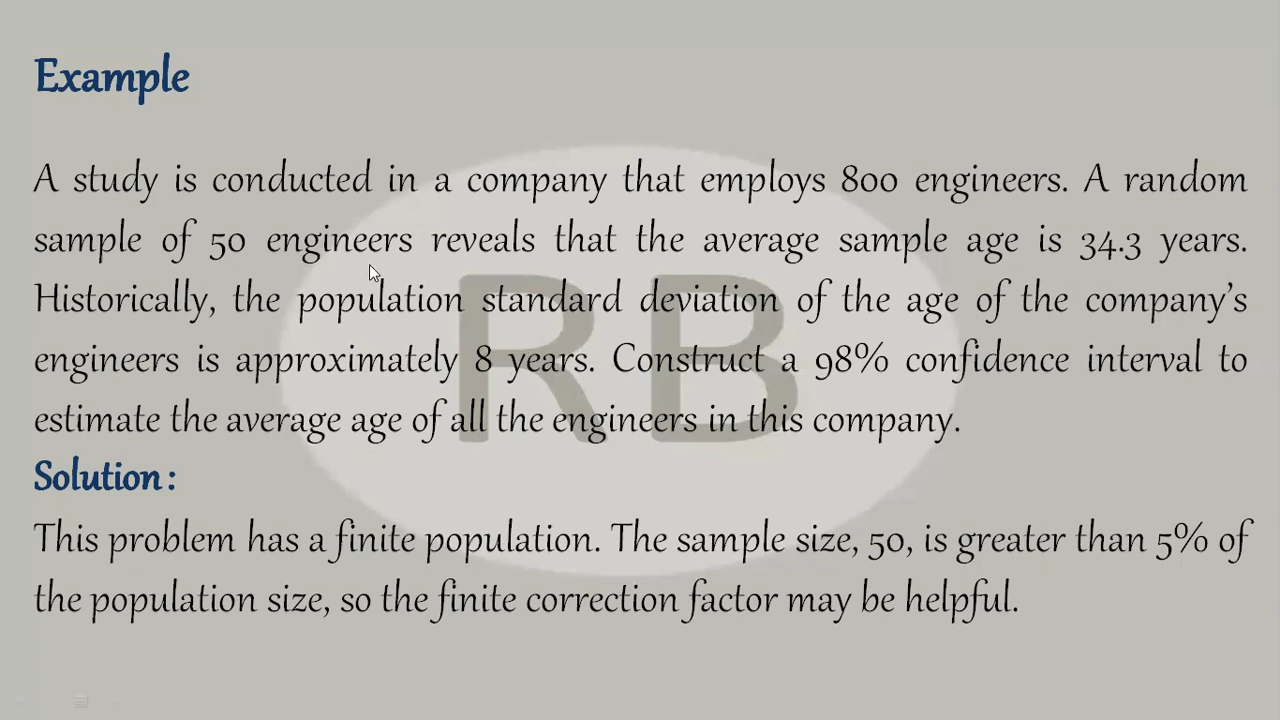 Example
A study is conducted in a company that employs 800 engineers. A random
sample of 50 engineers reveals that the average sample age is 34.3 years.
Historically, the population standard deviation of the age of the company's
engineers is approximately 8 years. Construct a 98% confidence interval to
estimate the average age of all the engineers in this company.
Solution:
This problem has a finite population. The sample size, 50, is greater than 5% of
the population size, so the finite correction factor may be helpful.
RB